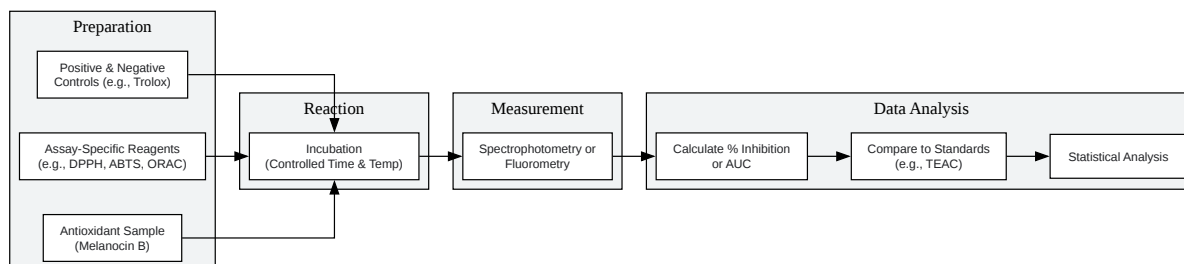 Preparation
Positive & Negative
Controls (e.g., Trolox)
Assay-Specific Reagents
(e.g., DPPH, ABTS, ORAC)
Antioxidant Sample
(Melanocin B)
Reaction
Incubation
(Controlled Time & Temp)
Measurement
Spectrophotometry or
Fluorometry
Data Analysis
Calculate % Inhibition
or AUC
Compare to Standards
(e.g., TEAC)
Statistical Analysis